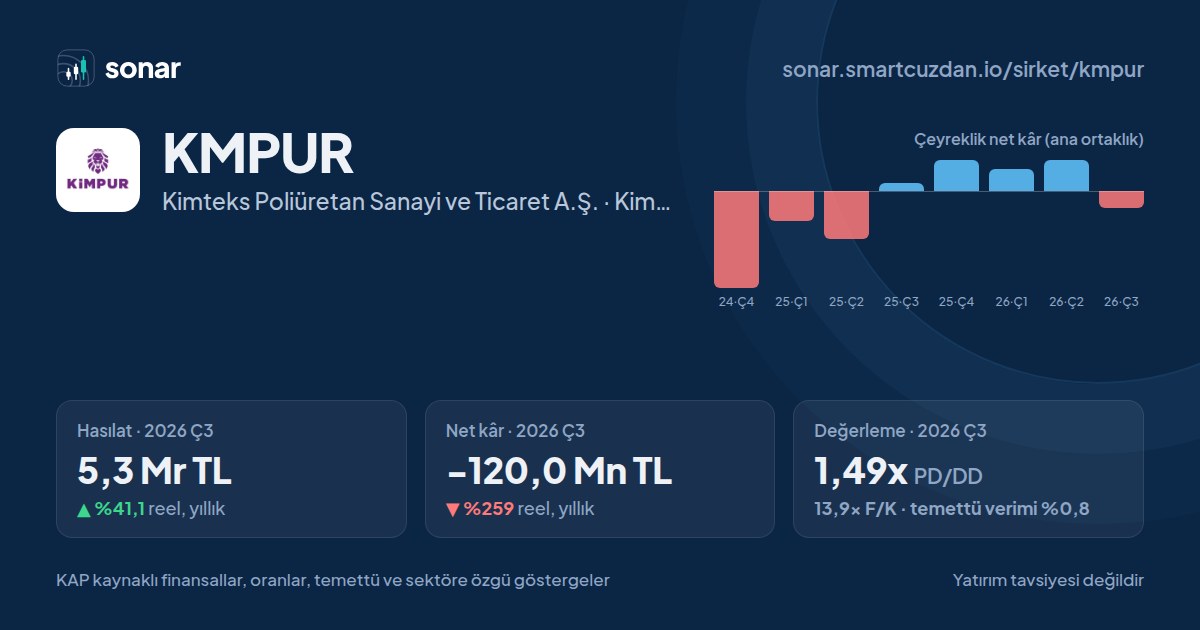 sonar
sonar.smartcuzdan.io/sirket/kmpur
KiMPUR
KMPUR
Kimteks Poliüretan Sanayi ve Ticaret A.Ş. · Kim...
Çeyreklik net kâr (ana ortaklık)
24·Ç4 25·Ç1 25·Ç2 25·Ç3 25·Ç4 26·Ç1 26·Ç2 26·Ç3
Hasılat · 2026 Ç3
5,3 Mr TL
▲ %41,1 reel, yıllık
Net kâr · 2026 Ç3
−120,0 Mn TL
▼ %259 reel, yıllık
Değerleme · 2026 Ç3
1,49x PD/DD
13,9× F/K · temettü verimi %0,8
KAP kaynaklı finansallar, oranlar, temettü ve sektöre özgü göstergeler
Yatırım tavsiyesi değildir